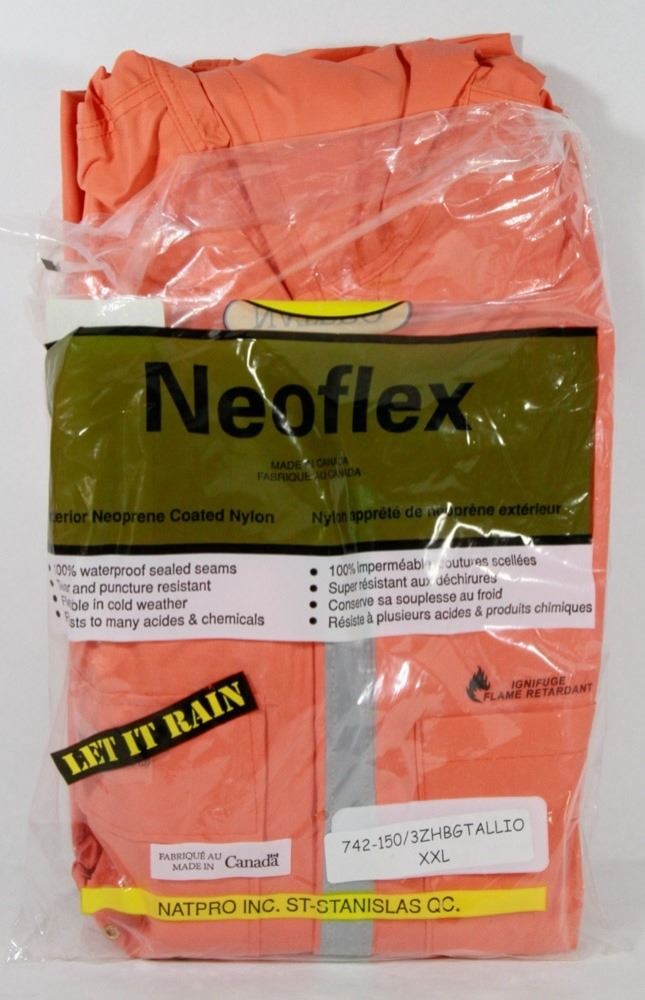 Neoflex
MADE IN CANADA
FABRIQUE AU CANADA
Neoprene Coated Nylon
Nylon apprêté de néoprène extérieur
100% waterproof sealed seams
and puncture resistant
in cold weather
to many acides & chemicals
• 100% Imperméable coutures scellées
• Super résistant aux déchirures
• Conserve sa souplesse au froid
• Résiste à plusieurs acides & produits chimiques
IGNIFUGE
FLAME RETARDANT
LET IT RAIN
742-150/3ZHBGTALLIO
XXL
FABRIQUÉ AU
MADE IN Canada
NATPRO INC. ST-STANISLAS QC.